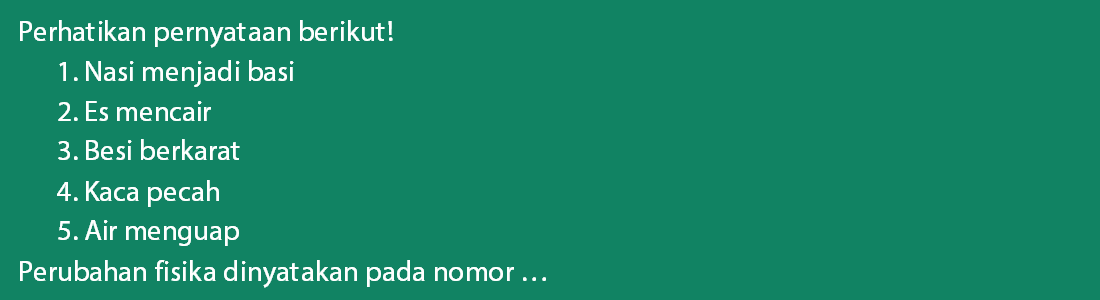 Perhatikan pernyataan berikut!
1. Nasi menjadi basi
2. Es mencair
3. Besi berkarat
4. Kaca pecah
5. Air menguap
Perubahan fisika dinyatakan pada nomor …